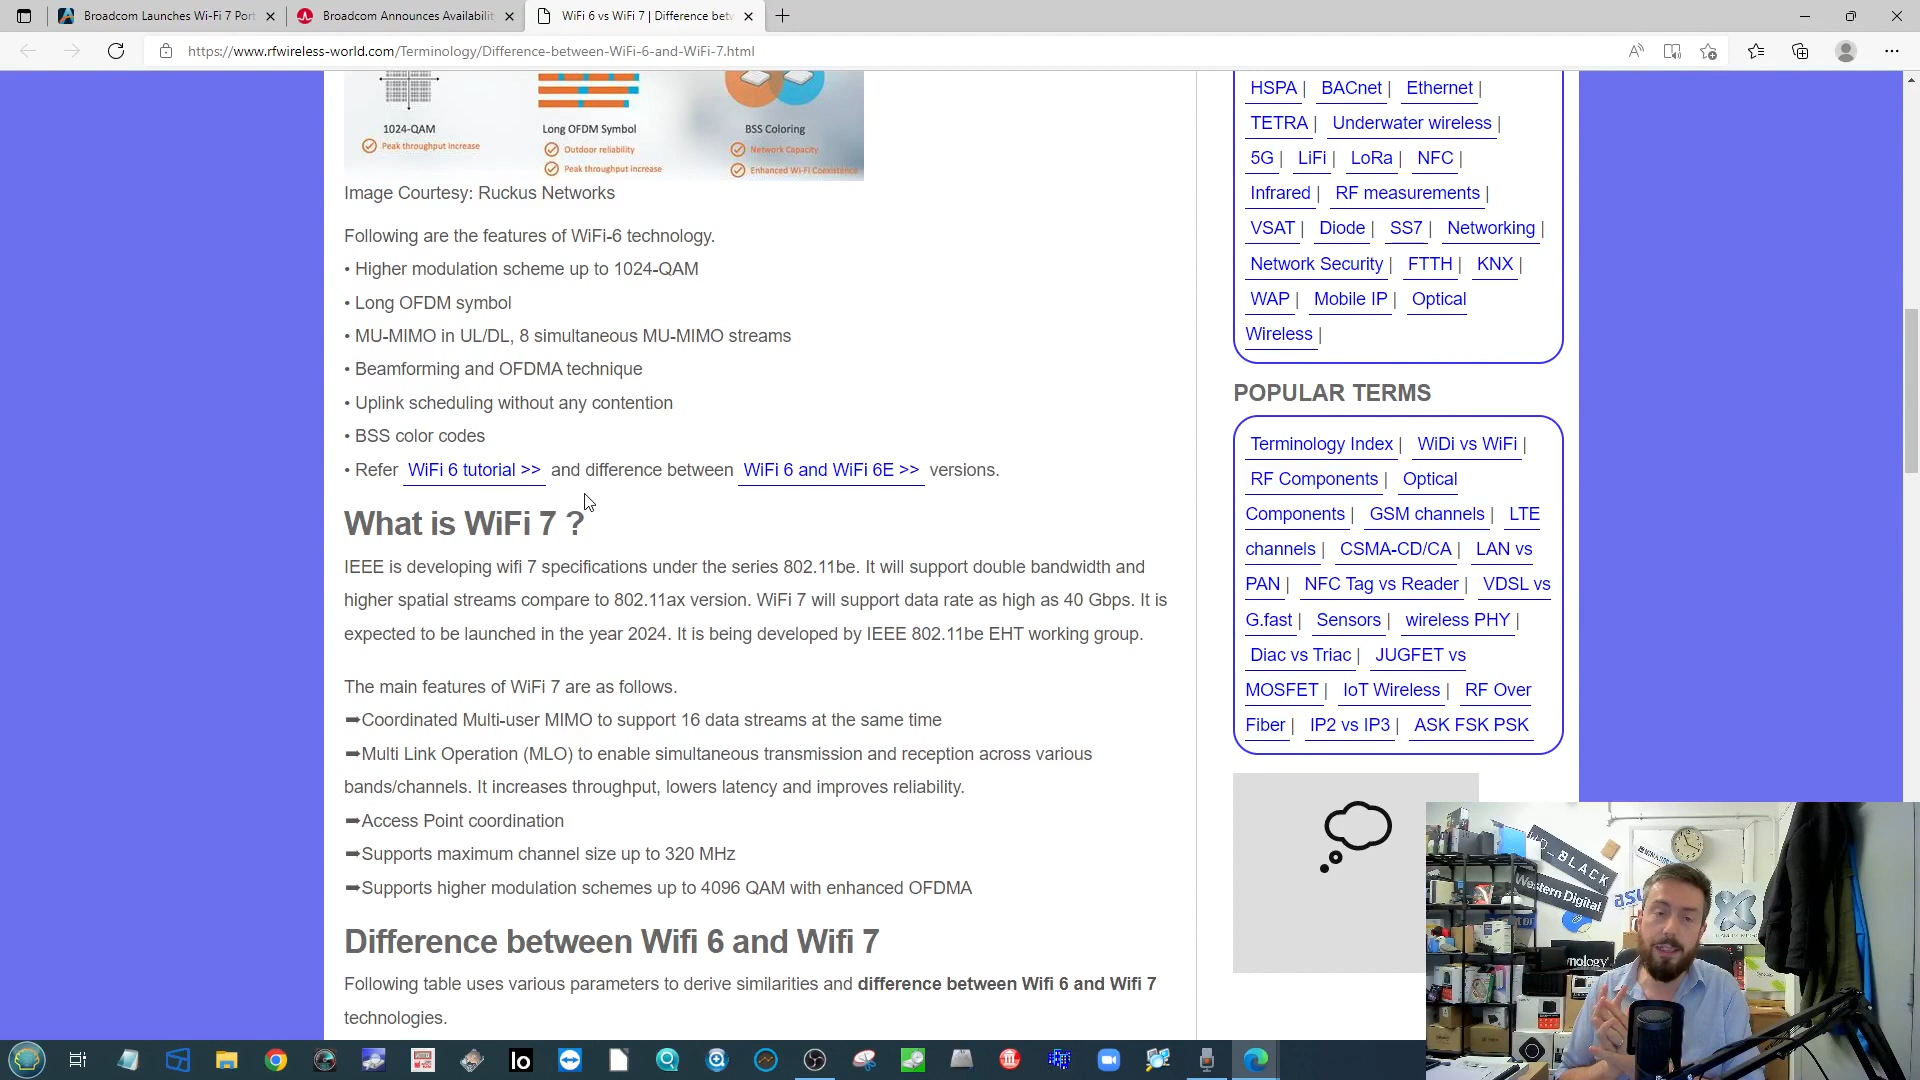 Broadcom Launches Wi-Fi 7 Port
Broadcom Announces Availabilit
WiFi 6 vs WiFi 7 | Difference betw
https://www.rfwireless-world.com/Terminology/Difference-between-WiFi-6-and-WiFi-7.html
1024-QAM
Peak throughput increase
Long OFDM Symbol
Outdoor reliability
Peak throughput increase
BSS Coloring
Network Capacity
Enhanced Wi-Fi Coexistence
Image Courtesy: Ruckus Networks
Following are the features of WiFi-6 technology.
• Higher modulation scheme up to 1024-QAM
• Long OFDM symbol
• MU-MIMO in UL/DL, 8 simultaneous MU-MIMO streams
• Beamforming and OFDMA technique
• Uplink scheduling without any contention
• BSS color codes
• Refer WiFi 6 tutorial >> and difference between WiFi 6 and WiFi 6E >> versions.
What is WiFi 7 ?
IEEE is developing wifi 7 specifications under the series 802.11be. It will support double bandwidth and
higher spatial streams compare to 802.11ax version. WiFi 7 will support data rate as high as 40 Gbps. It is
expected to be launched in the year 2024. It is being developed by IEEE 802.11be EHT working group.
The main features of WiFi 7 are as follows.
➨Coordinated Multi-user MIMO to support 16 data streams at the same time
➨Multi Link Operation (MLO) to enable simultaneous transmission and reception across various
bands/channels. It increases throughput, lowers latency and improves reliability.
➨Access Point coordination
➨Supports maximum channel size up to 320 MHz
➨Supports higher modulation schemes up to 4096 QAM with enhanced OFDMA
Difference between Wifi 6 and Wifi 7
Following table uses various parameters to derive similarities and difference between Wifi 6 and Wifi 7
technologies.
HSPA | BACnet | Ethernet |
TETRA | Underwater wireless |
5G | LiFi | LoRa | NFC |
Infrared | RF measurements |
VSAT | Diode | SS7 | Networking |
Network Security | FTTH | KNX |
WAP | Mobile IP | Optical
Wireless |
POPULAR TERMS
Terminology Index | WiDi vs WiFi |
RF Components | Optical
Components | GSM channels | LTE
channels | CSMA-CD/CA | LAN vs
PAN | NFC Tag vs Reader | VDSL vs
G.fast | Sensors | wireless PHY |
Diac vs Triac | JUGFET vs
MOSFET | IoT Wireless | RF Over
Fiber | IP2 vs IP3 | ASK FSK PSK
D_BLACK
Western Digital
asu
nology
Io